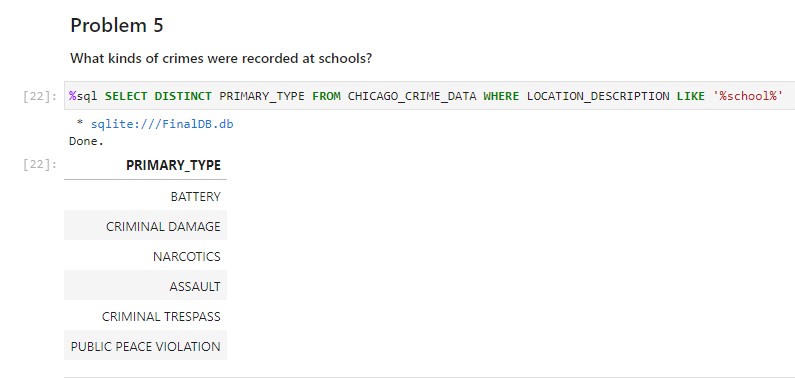 Problem 5
What kinds of crimes were recorded at schools?
[22]: %sql SELECT DISTINCT PRIMARY_TYPE FROM CHICAGO_CRIME_DATA WHERE LOCATION_DESCRIPTION LIKE '%school%'
* sqlite:///FinalDB.db
Done.
[22]: PRIMARY_TYPE
BATTERY
CRIMINAL DAMAGE
NARCOTICS
ASSAULT
CRIMINAL TRESPASS
PUBLIC PEACE VIOLATION